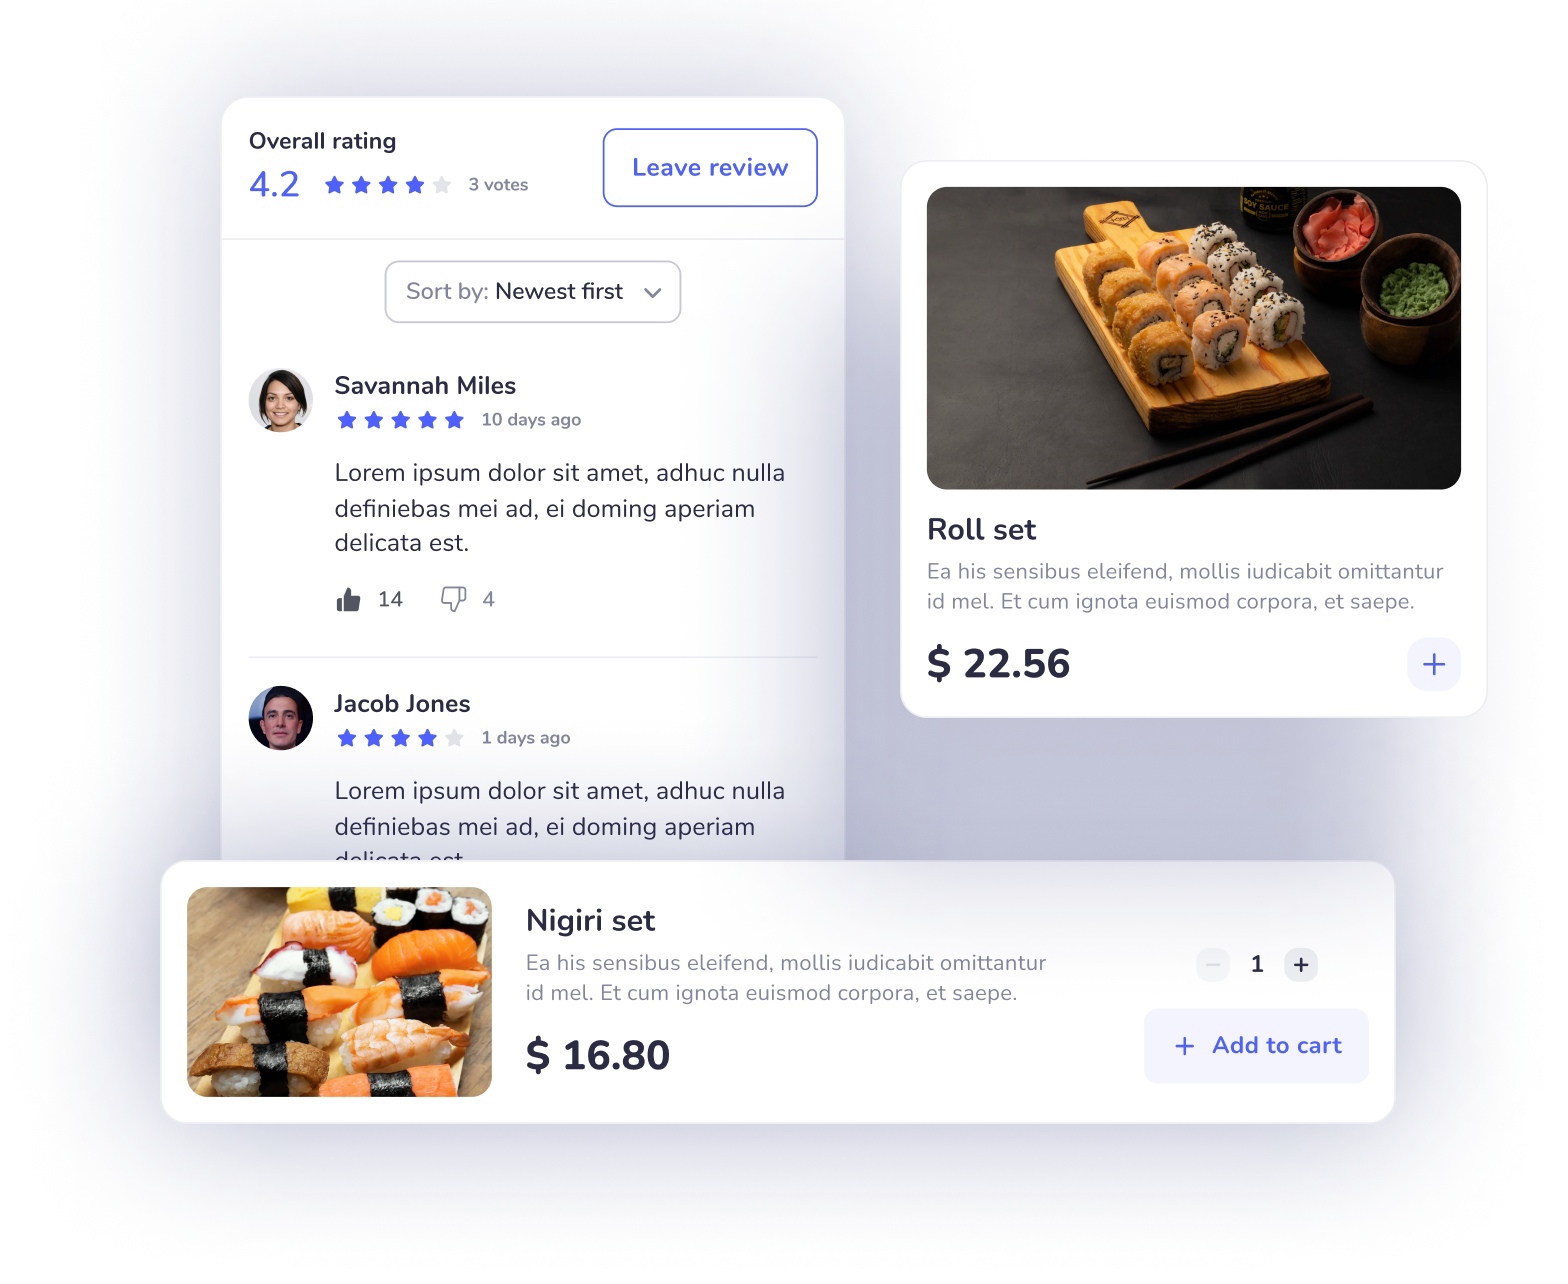 Overall rating
4.2 3 votes
Leave review
Sort by: Newest first
Savannah Miles
10 days ago
Lorem ipsum dolor sit amet, adhuc nulla
definiebas mei ad, ei doming aperiam
delicata est.
14 4
Jacob Jones
1 days ago
Lorem ipsum dolor sit amet, adhuc nulla
definiebas mei ad, ei doming aperiam
delicata est.
SOY SAUCE
Roll set
Ea his sensibus eleifend, mollis iudicabit omittantur
id mel. Et cum ignota euismod corpora, et saepe.
$ 22.56
+
Nigiri set
Ea his sensibus eleifend, mollis iudicabit omittantur
id mel. Et cum ignota euismod corpora, et saepe.
$ 16.80
− 1 +
+ Add to cart